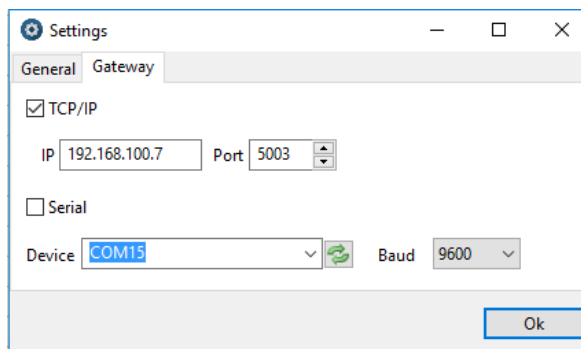 Settings
General Gateway
TCP/IP
IP 192.168.100.7 Port 5003
Serial
Device COM15 Baud 9600
Ok